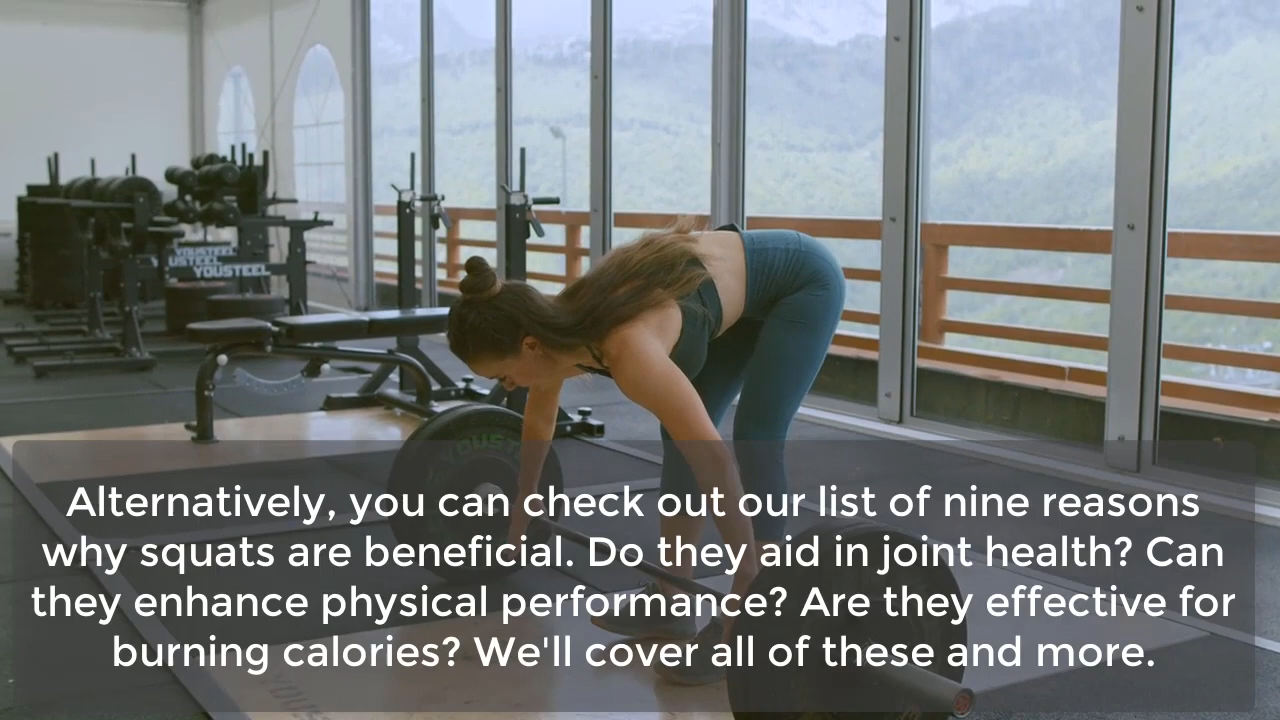 YOUSTEEL
USTEEL
YOUSTEEL
Alternatively, you can check out our list of nine reasons
why squats are beneficial. Do they aid in joint health? Can
they enhance physical performance? Are they effective for
burning calories? We'll cover all of these and more.